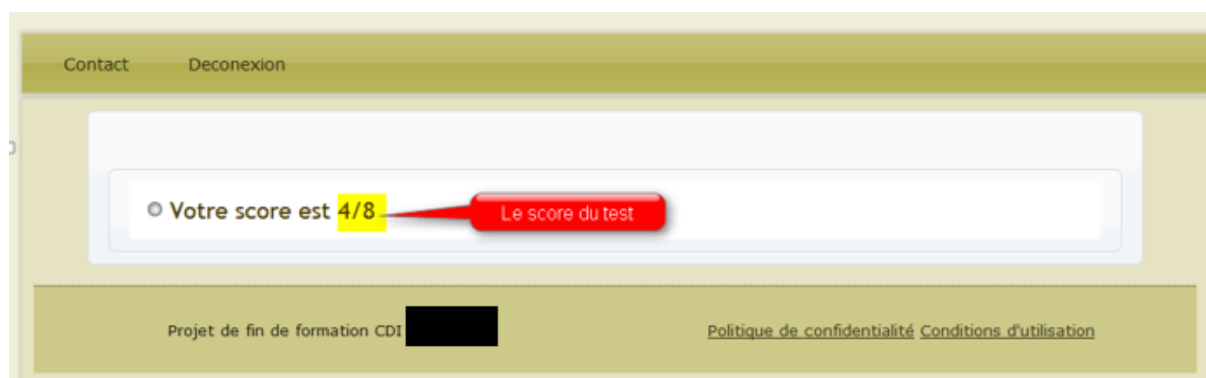 Contact Deconexion
Votre score est 4/8 Le score du test
Projet de fin de formation CDI Politique de confidentialité Conditions d'utilisation